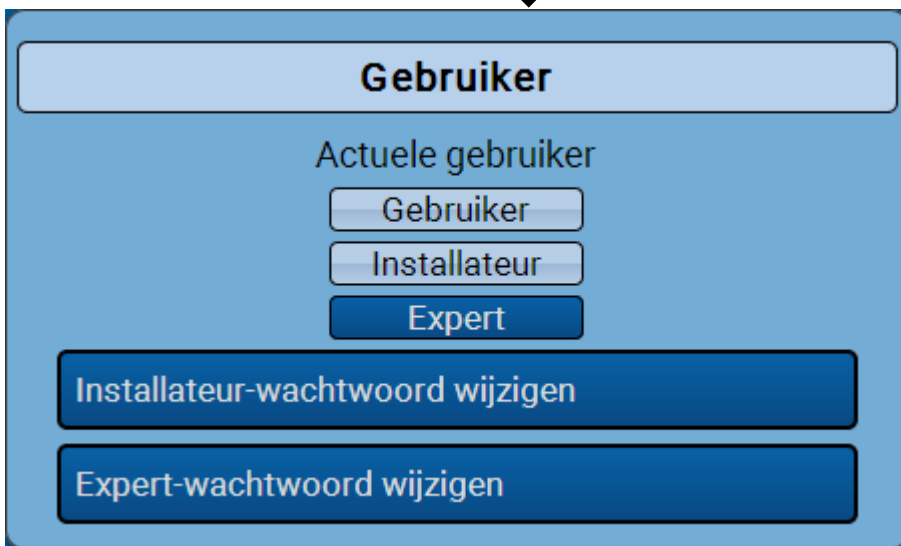 Gebruiker
Actuele gebruiker
Gebruiker
Installateur
Expert
Installateur-wachtwoord wijzigen
Expert-wachtwoord wijzigen